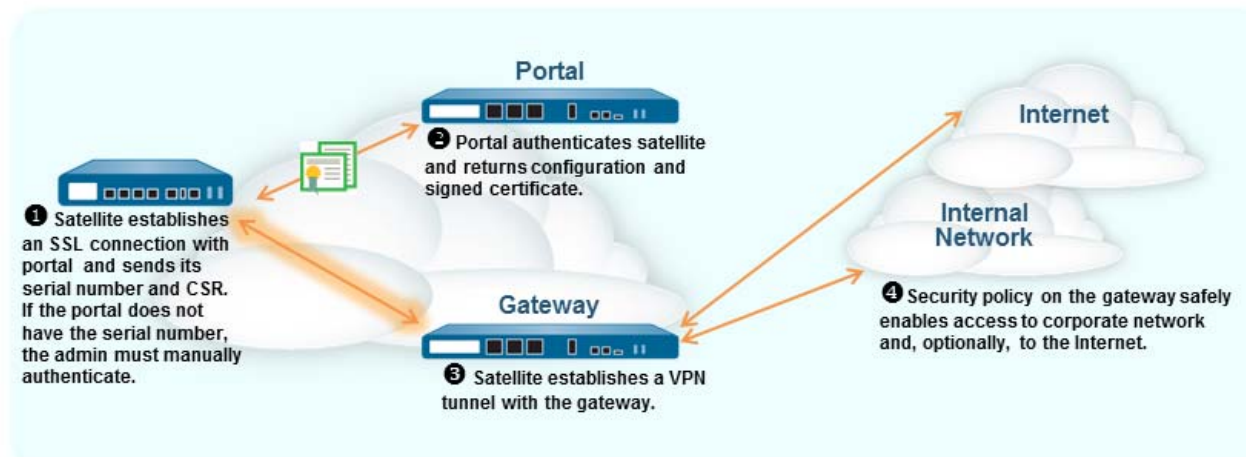 Portal
❷ Portal authenticates satellite
and returns configuration and
signed certificate.
❶ Satellite establishes
an SSL connection with
portal and sends its
serial number and CSR.
If the portal does not
have the serial number,
the admin must manually
authenticate.
Gateway
❸ Satellite establishes a VPN
tunnel with the gateway.
Internet
Internal
Network
❹ Security policy on the gateway safely
enables access to corporate network
and, optionally, to the Internet.